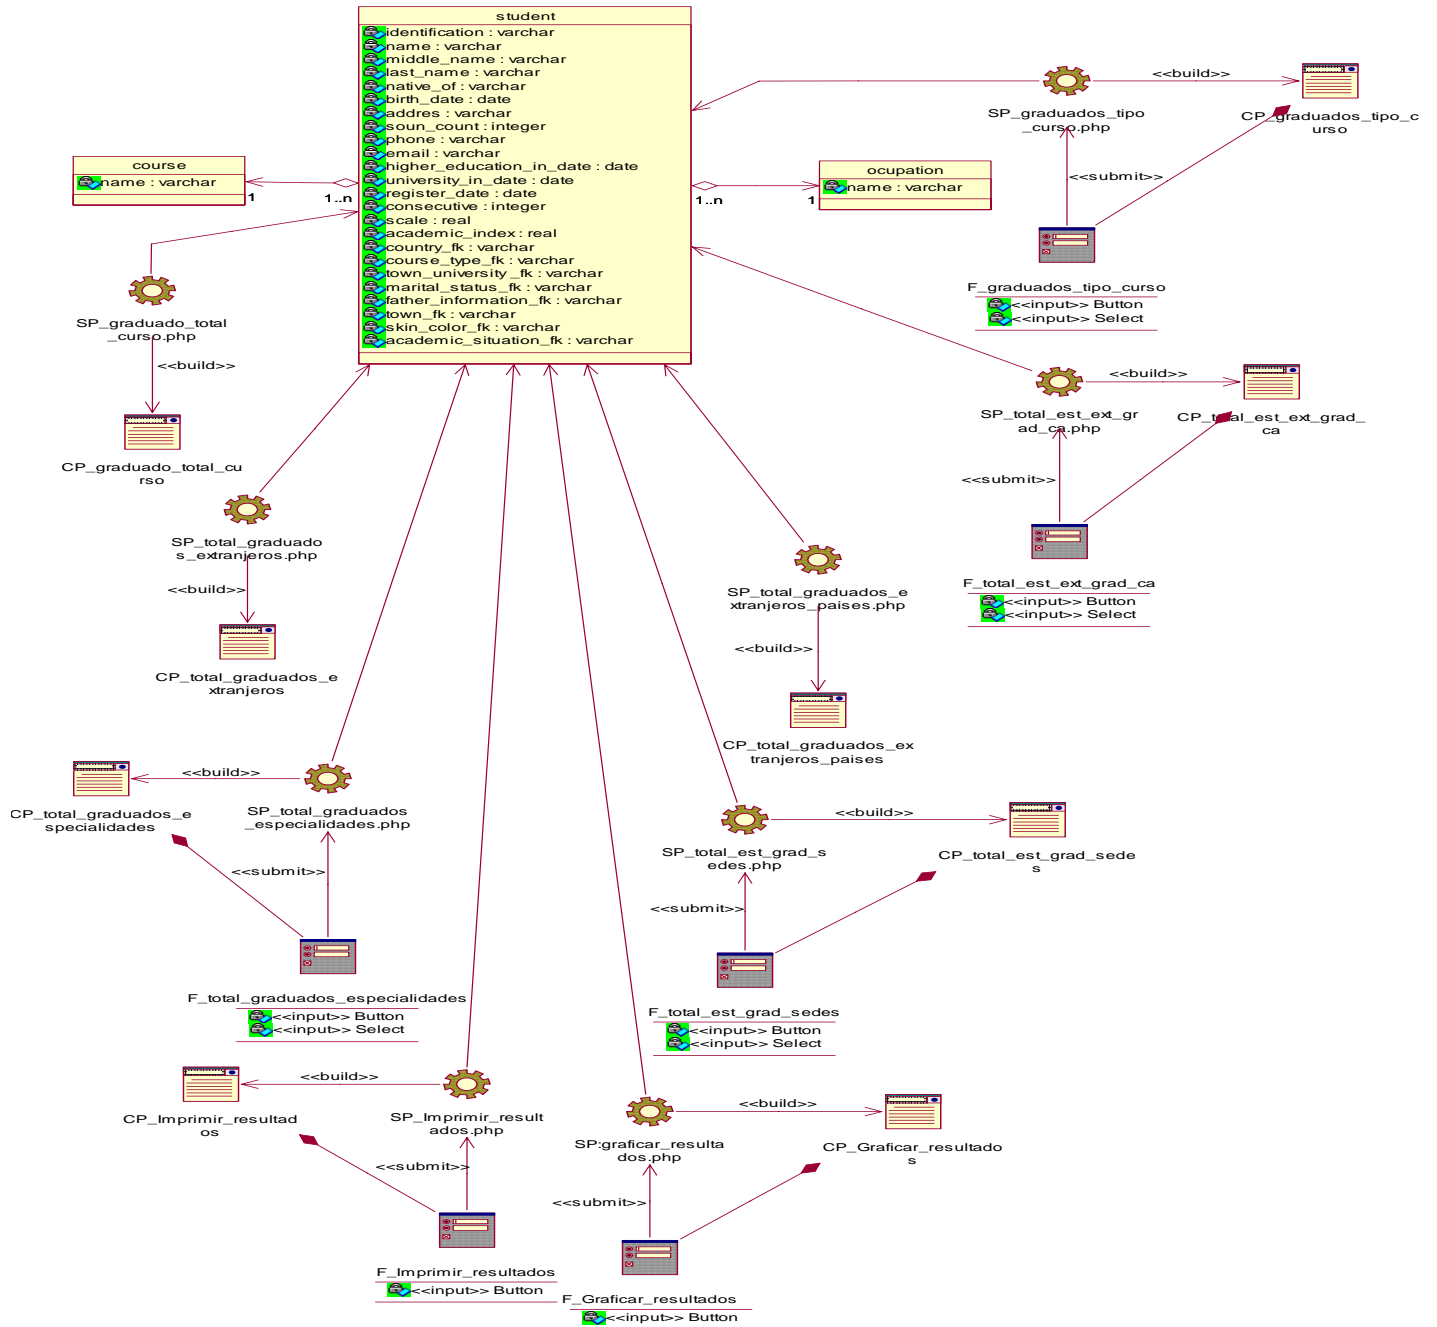 student
identification : varchar
name : varchar
middle_name : varchar
last_name : varchar
native_of : varchar
birth_date : date
addres : varchar
soun_count : integer
phone : varchar
email : varchar
higher_education_in_date : date
university_in_date : date
register_date : date
consecutive : integer
scale : real
academic_index : real
country_fk : varchar
course_type_fk : varchar
town_university_fk : varchar
marital_status_fk : varchar
father_information_fk : varchar
town_fk : varchar
skin_color_fk : varchar
academic_situation_fk : varchar
course
name : varchar
1
1..n
ocupation
name : varchar
1..n
1
<<build>>
SP_graduados_tipo
_curso.php
CP_graduados_tipo_c
urso
<<submit>>
F_graduados_tipo_curso
<<input>> Button
<<input>> Select
SP_graduado_total
_curso.php
<<build>>
CP_graduado_total_cu
rso
<<build>>
SP_total_est_ext_gr
ad_ca.php
CP_total_est_ext_grad_
ca
<<submit>>
F_total_est_ext_grad_ca
<<input>> Button
<<input>> Select
SP_total_graduado
s_extranjeros.php
<<build>>
CP_total_graduados_e
xtranjeros
SP_total_graduados_e
xtranjeros_paises.php
<<build>>
CP_total_graduados_ex
tranjeros_paises
<<build>>
CP_total_graduados_e
specialidades
SP_total_graduados
_especialidades.php
<<submit>>
F_total_graduados_especialidades
<<input>> Button
<<input>> Select
<<build>>
SP_total_est_grad_s
edes.php
CP_total_est_grad_sede
s
<<submit>>
F_total_est_grad_sedes
<<input>> Button
<<input>> Select
<<build>>
CP_Imprimir_resultad
os
SP_Imprimir_result
ados.php
<<submit>>
F_Imprimir_resultados
<<input>> Button
<<build>>
SP:graficar_resulta
dos.php
CP_Graficar_resultado
s
<<submit>>
F_Graficar_resultados
<<input>> Button